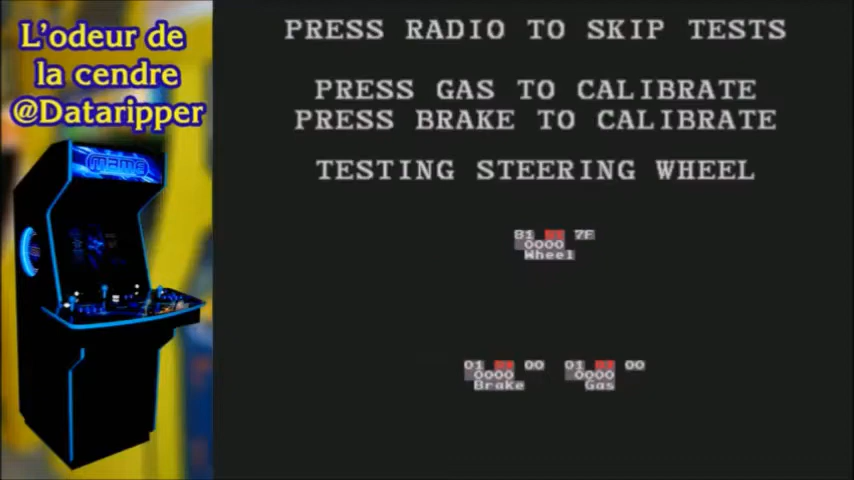 L'odeur de
la cendre
@Dataripper
mame
PRESS RADIO TO SKIP TESTS
PRESS GAS TO CALIBRATE
PRESS BRAKE TO CALIBRATE
TESTING STEERING WHEEL
81 7F
0000
Wheel
01 00 01 00
0000 0000
Brake Gas